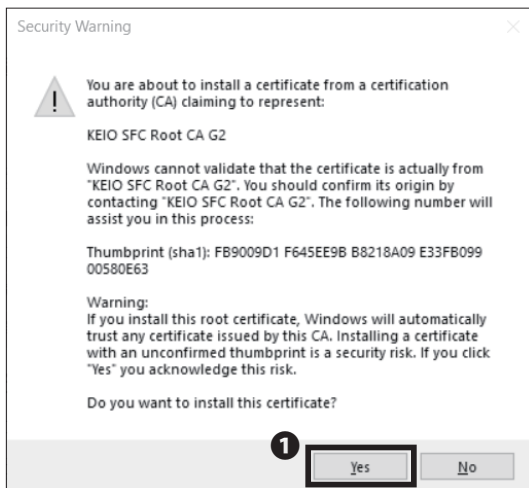 Security Warning
You are about to install a certificate from a certification
authority (CA) claiming to represent:
KEIO SFC Root CA G2
Windows cannot validate that the certificate is actually from
"KEIO SFC Root CA G2". You should confirm its origin by
contacting "KEIO SFC Root CA G2". The following number will
assist you in this process:
Thumbprint (sha1): FB9009D1 F645EE9B B8218A09 E33FB099
00580E63
Warning:
If you install this root certificate, Windows will automatically
trust any certificate issued by this CA. Installing a certificate
with an unconfirmed thumbprint is a security risk. If you click
"Yes" you acknowledge this risk.
Do you want to install this certificate?
❶
Yes No